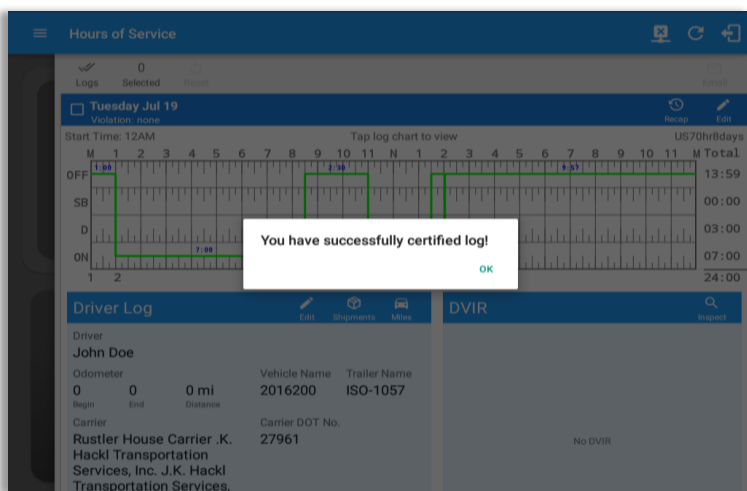 Hours of Service
Logs
0
Selected
Reset
Email
Tuesday Jul 19
Violation: none
Recap
Edit
Start Time: 12AM
Tap log chart to view
US70hr8days
M 1 2 3 4 5 6 7 8 9 10 11 N 1 2 3 4 5 6 7 8 9 10 11 M Total
OFF 1:00 2:30 9:57 13:59
SB 00:00
D 03:00
ON 7:00 07:00
1 2 24:00
You have successfully certified log!
OK
Driver Log
Edit
Shipments
Miles
DVIR
Inspect
Driver
John Doe
Odometer Vehicle Name Trailer Name
0 0 0 mi 2016200 ISO-1057
Begin End Distance
Carrier Carrier DOT No.
Rustler House Carrier .K. 27961
Hackl Transportation
Services, Inc. J.K. Hackl
Transportation Services,
No DVIR